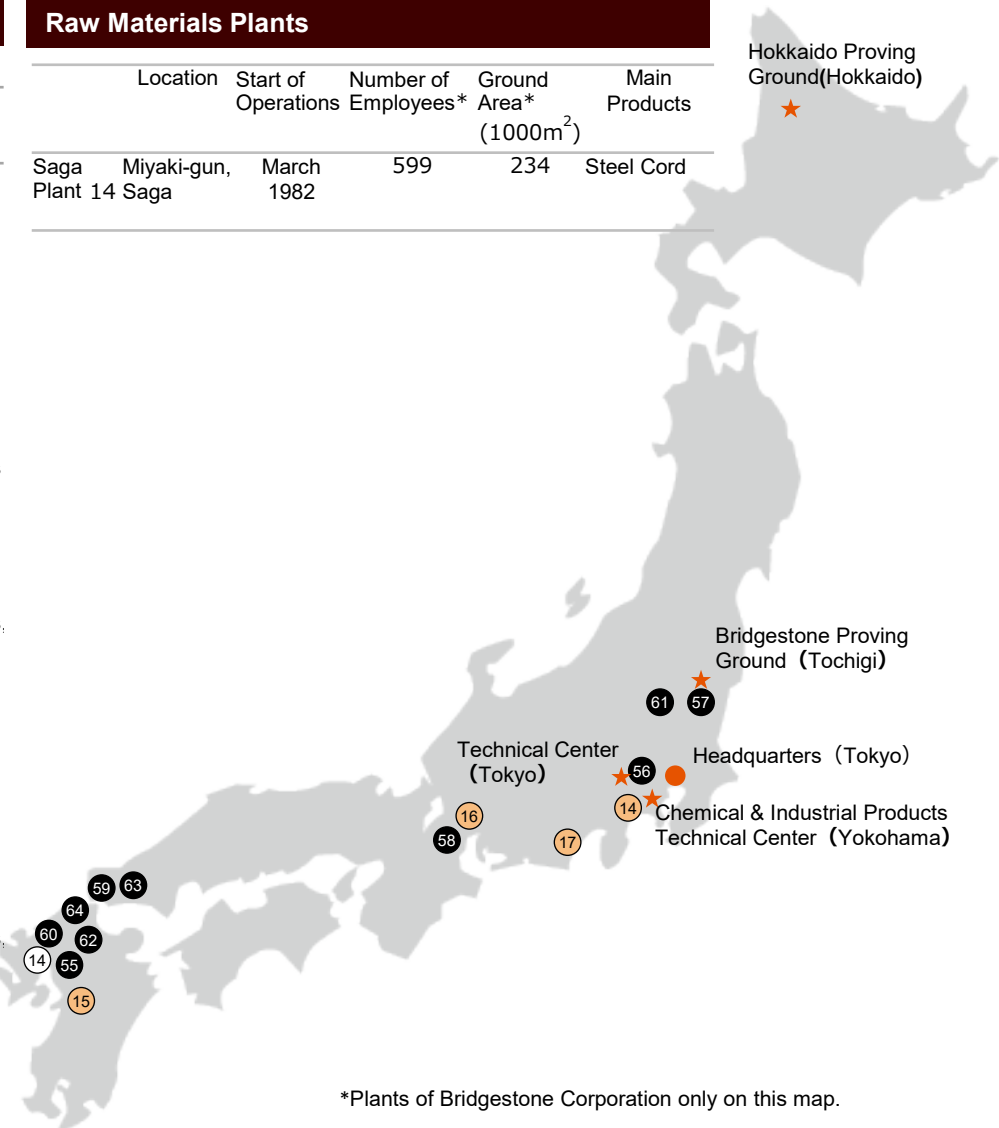 Raw Materials Plants
Location Start of Operations Number of Employees* Ground Area* (1000m2) Main Products
Saga Plant 14 Miyaki-gun, Saga March 1982 599 234 Steel Cord
Hokkaido Proving
Ground(Hokkaido)
Bridgestone Proving
Ground（Tochigi）
61 57
Technical Center
（Tokyo）
56
Headquarters（Tokyo）
14
Chemical & Industrial Products
Technical Center（Yokohama）
16
58
17
59 63
64
60 62
14 55
15
*Plants of Bridgestone Corporation only on this map.